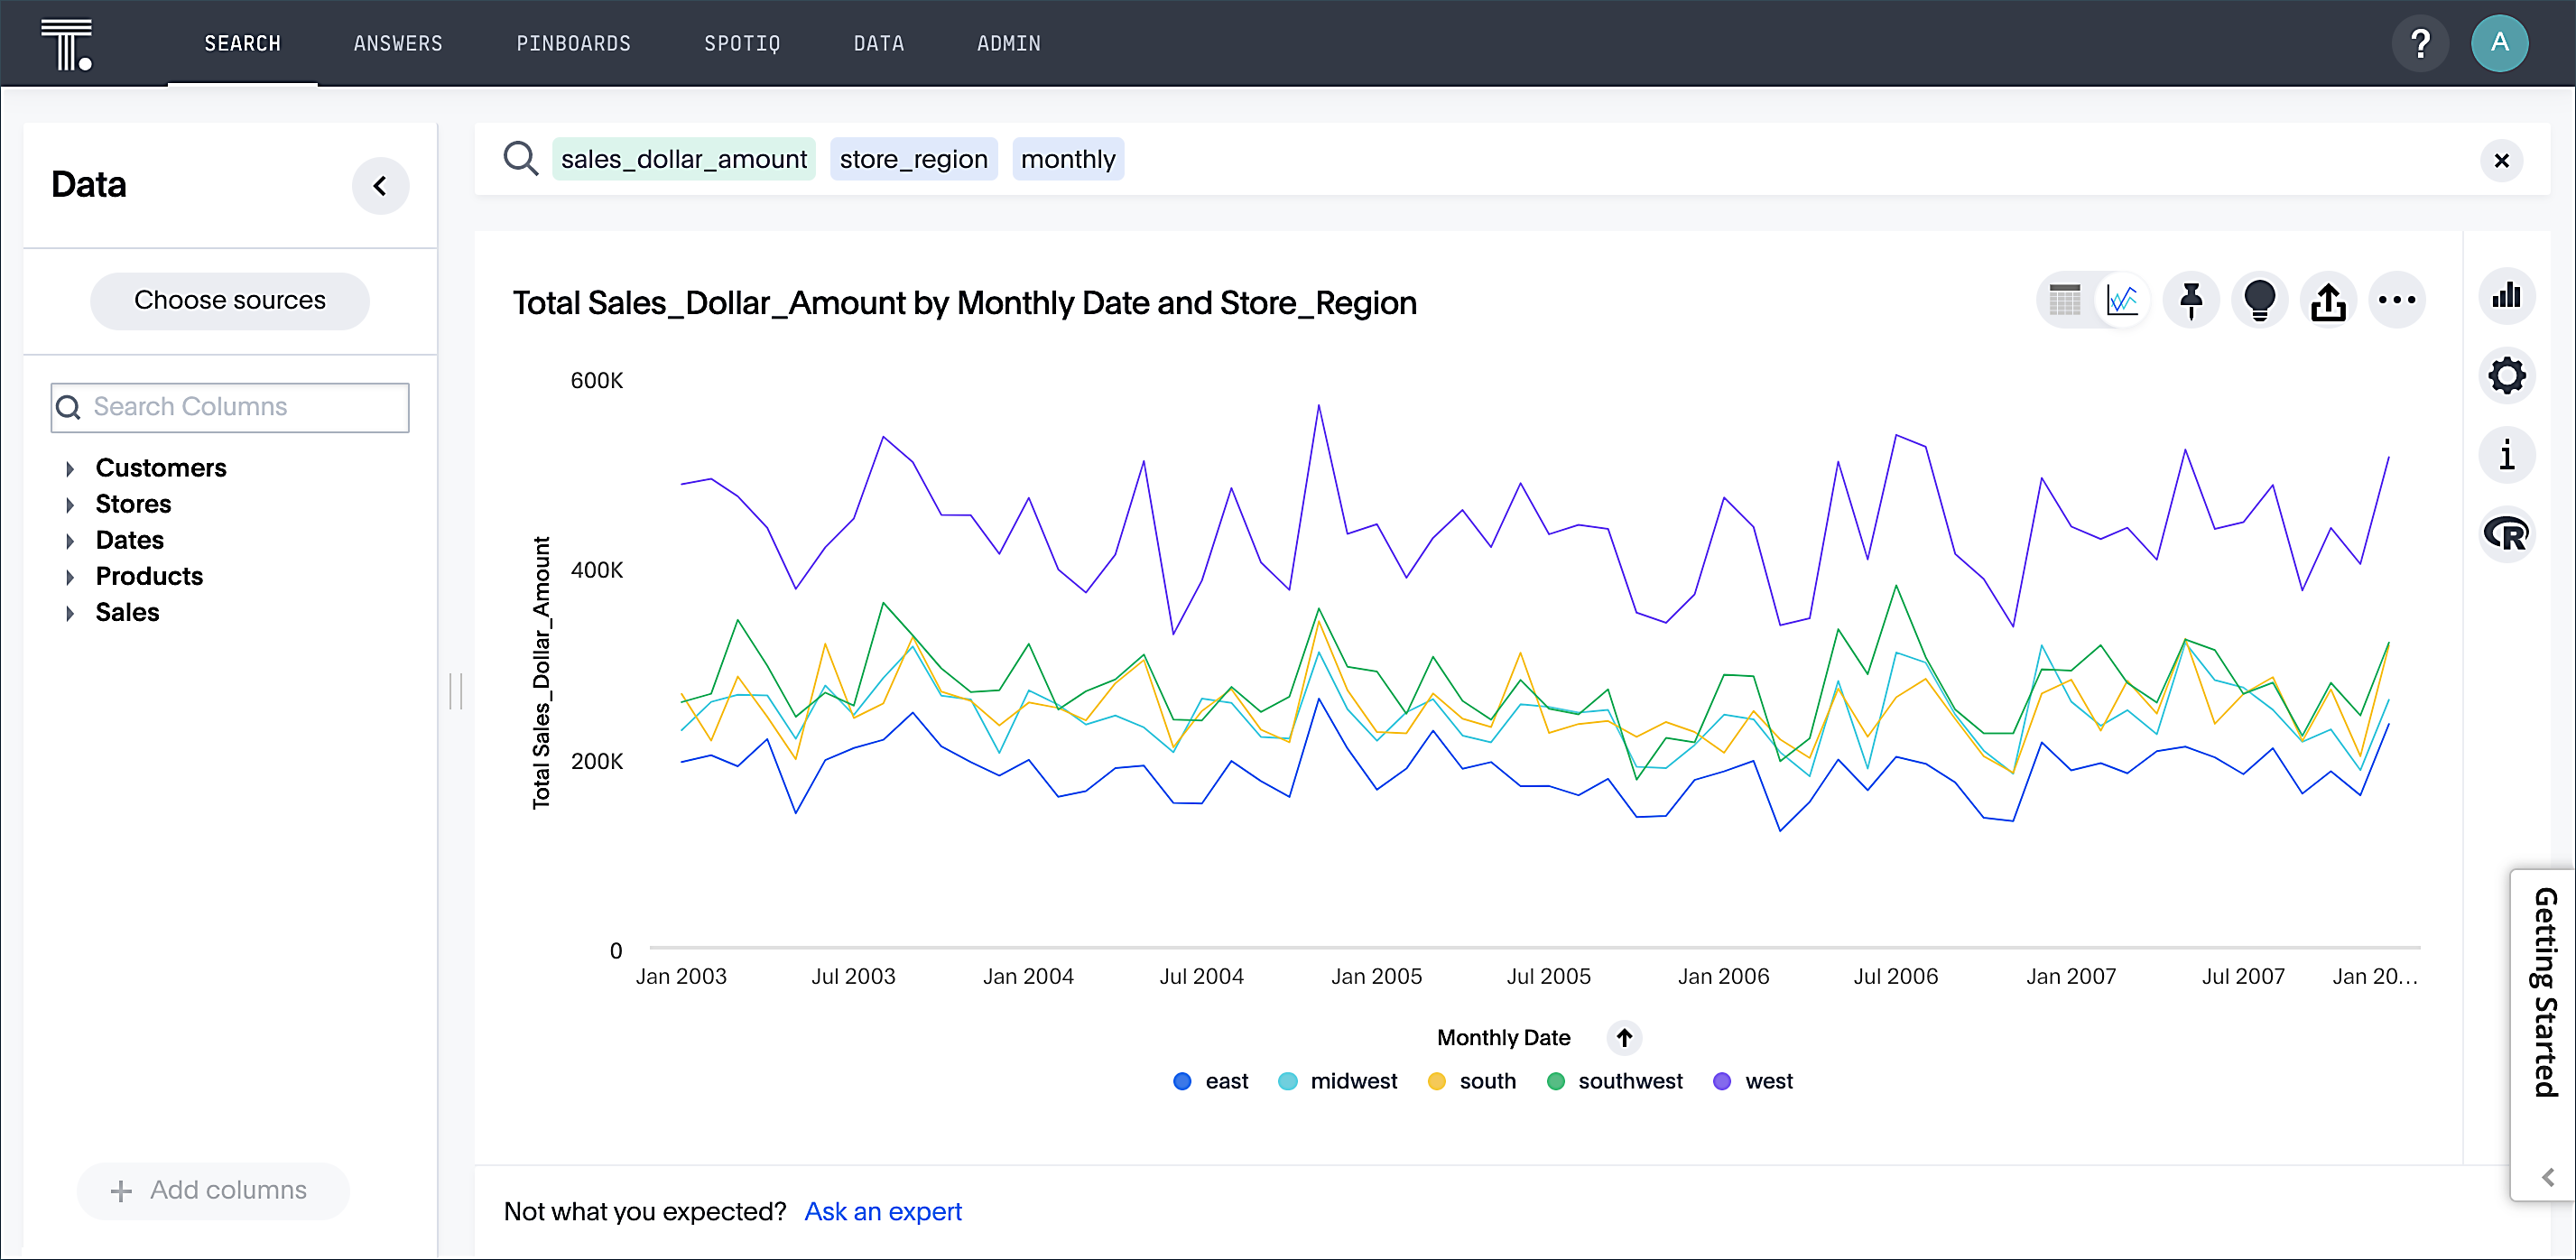 SEARCH ANSWERS PINBOARDS SPOTIQ DATA ADMIN ? A
Data
Choose sources
Search Columns
Customers
Stores
Dates
Products
Sales
+ Add columns
sales_dollar_amount store_region monthly
Total Sales_Dollar_Amount by Monthly Date and Store_Region
Total Sales_Dollar_Amount
600K
400K
200K
0
Jan 2003 Jul 2003 Jan 2004 Jul 2004 Jan 2005 Jul 2005 Jan 2006 Jul 2006 Jan 2007 Jul 2007 Jan 20...
Monthly Date
east midwest south southwest west
Not what you expected? Ask an expert
i
R
Getting Started